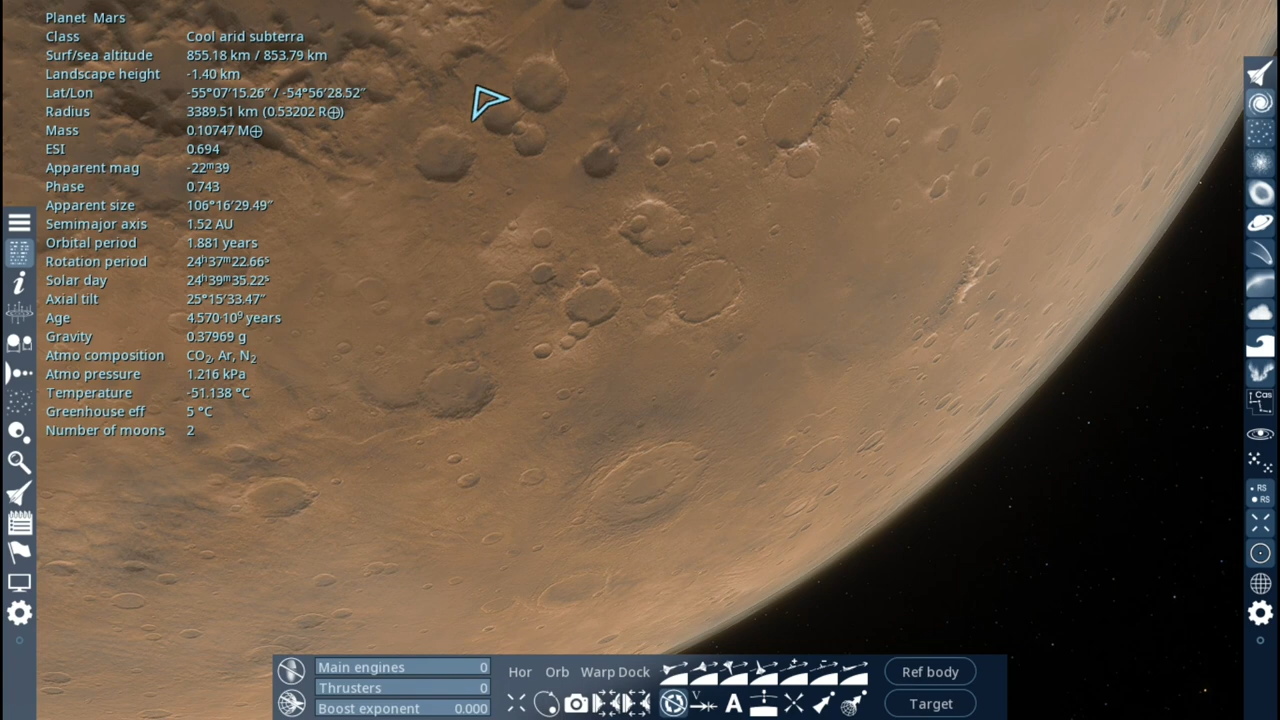 Planet Mars
Class Cool arid subterra
Surf/sea altitude 855.18 km / 853.79 km
Landscape height -1.40 km
Lat/Lon -55°07′15.26″ / -54°56′28.52″
Radius 3389.51 km (0.53202 R⨁)
Mass 0.10747 M⨁
ESI 0.694
Apparent mag -22ᵐ39
Phase 0.743
Apparent size 106°16′29.49″
Semimajor axis 1.52 AU
Orbital period 1.881 years
Rotation period 24ʰ37ᵐ22.66ˢ
Solar day 24ʰ39ᵐ35.22ˢ
Axial tilt 25°15′33.47″
Age 4.570·10⁹ years
Gravity 0.37969 g
Atmo composition CO₂, Ar, N₂
Atmo pressure 1.216 kPa
Temperature -51.138 °C
Greenhouse eff 5 °C
Number of moons 2
Cas
RS
RS
Main engines 0
Thrusters 0
Boost exponent 0.000
Hor Orb Warp Dock
V
A
Ref body
Target